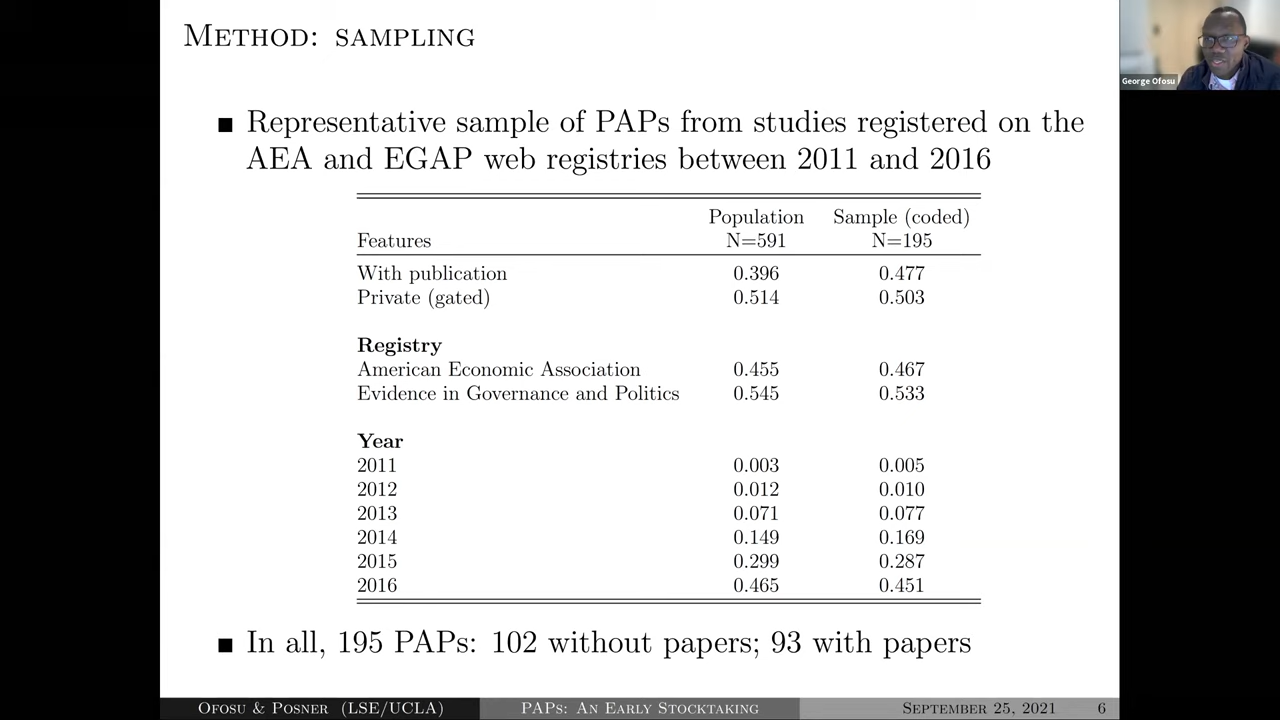 METHOD: SAMPLING
George Ofosu
■ Representative sample of PAPs from studies registered on the
AEA and EGAP web registries between 2011 and 2016
Population Sample (coded)
Features N=591 N=195
With publication 0.396 0.477
Private (gated) 0.514 0.503
Registry
American Economic Association 0.455 0.467
Evidence in Governance and Politics 0.545 0.533
Year
2011 0.003 0.005
2012 0.012 0.010
2013 0.071 0.077
2014 0.149 0.169
2015 0.299 0.287
2016 0.465 0.451
■ In all, 195 PAPs: 102 without papers; 93 with papers
OFOSU & POSNER (LSE/UCLA) PAPS: AN EARLY STOCKTAKING SEPTEMBER 25, 2021 6